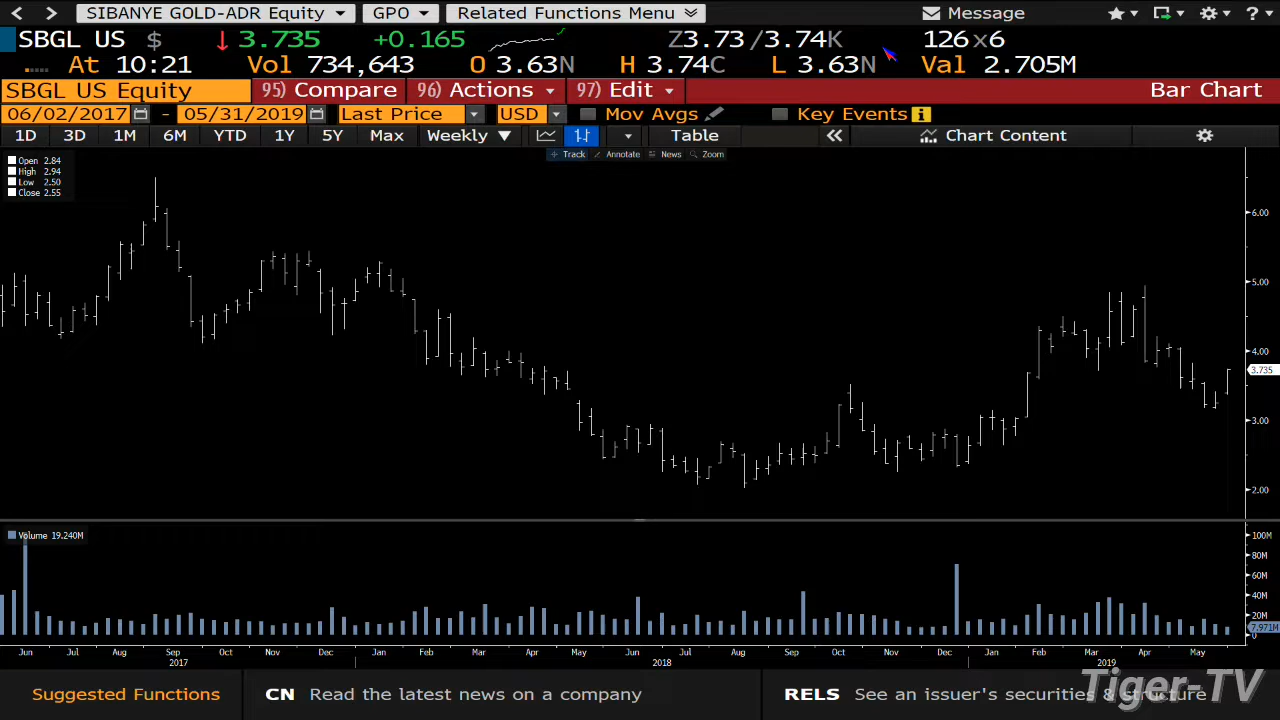 SIBANYE GOLD-ADR Equity GPO Related Functions Menu Message ?
SBGL US $ ↓ 3.735 +0.165 Z3.73 /3.74K 126 x6
At 10:21 Vol 734,643 O 3.63N H 3.74C L 3.63N Val 2.705M
SBGL US Equity 95) Compare 96) Actions 97) Edit Bar Chart
06/02/2017 - 05/31/2019 Last Price USD Mov Avgs Key Events i
1D 3D 1M 6M YTD 1Y 5Y Max Weekly ▼ Table « Chart Content
Track Annotate News Zoom
Open 2.84
High 2.94
Low 2.50
Close 2.55
6.00
5.00
4.00
3.735
3.00
2.00
Volume 19.240M
100M
80M
60M
40M
20M
7.971M
0
Jun Jul Aug Sep Oct Nov Dec Jan Feb Mar Apr May Jun Jul Aug Sep Oct Nov Dec Jan Feb Mar Apr May
2017 2018 2019
Suggested Functions CN Read the latest news on a company RELS See an issuer's securities & structure
Tiger-TV